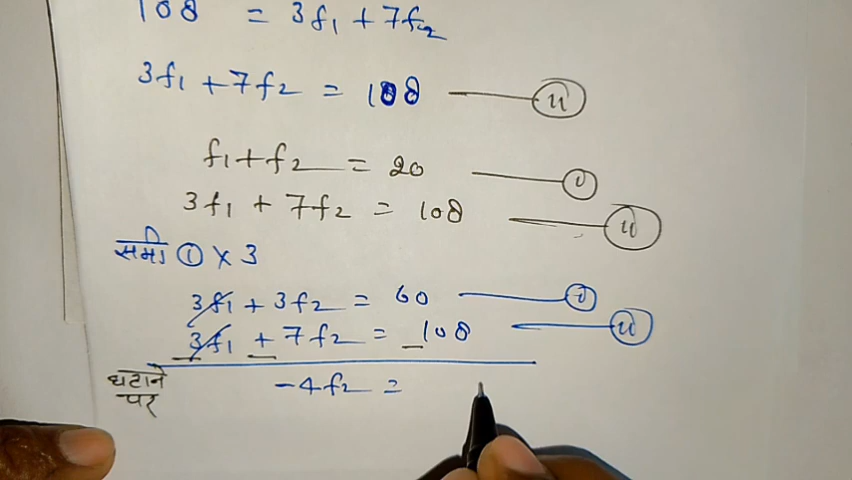 108 = 3f₁ + 7f₂
3f₁ + 7f₂ = 108 — (ii)
f₁ + f₂ = 20 — (i)
3f₁ + 7f₂ = 108 — (ii)
समी ① × 3
3f₁ + 3f₂ = 60 — (i)
3f₁ + 7f₂ = 108 — (ii)
घटाने
पर
-4f₂ =